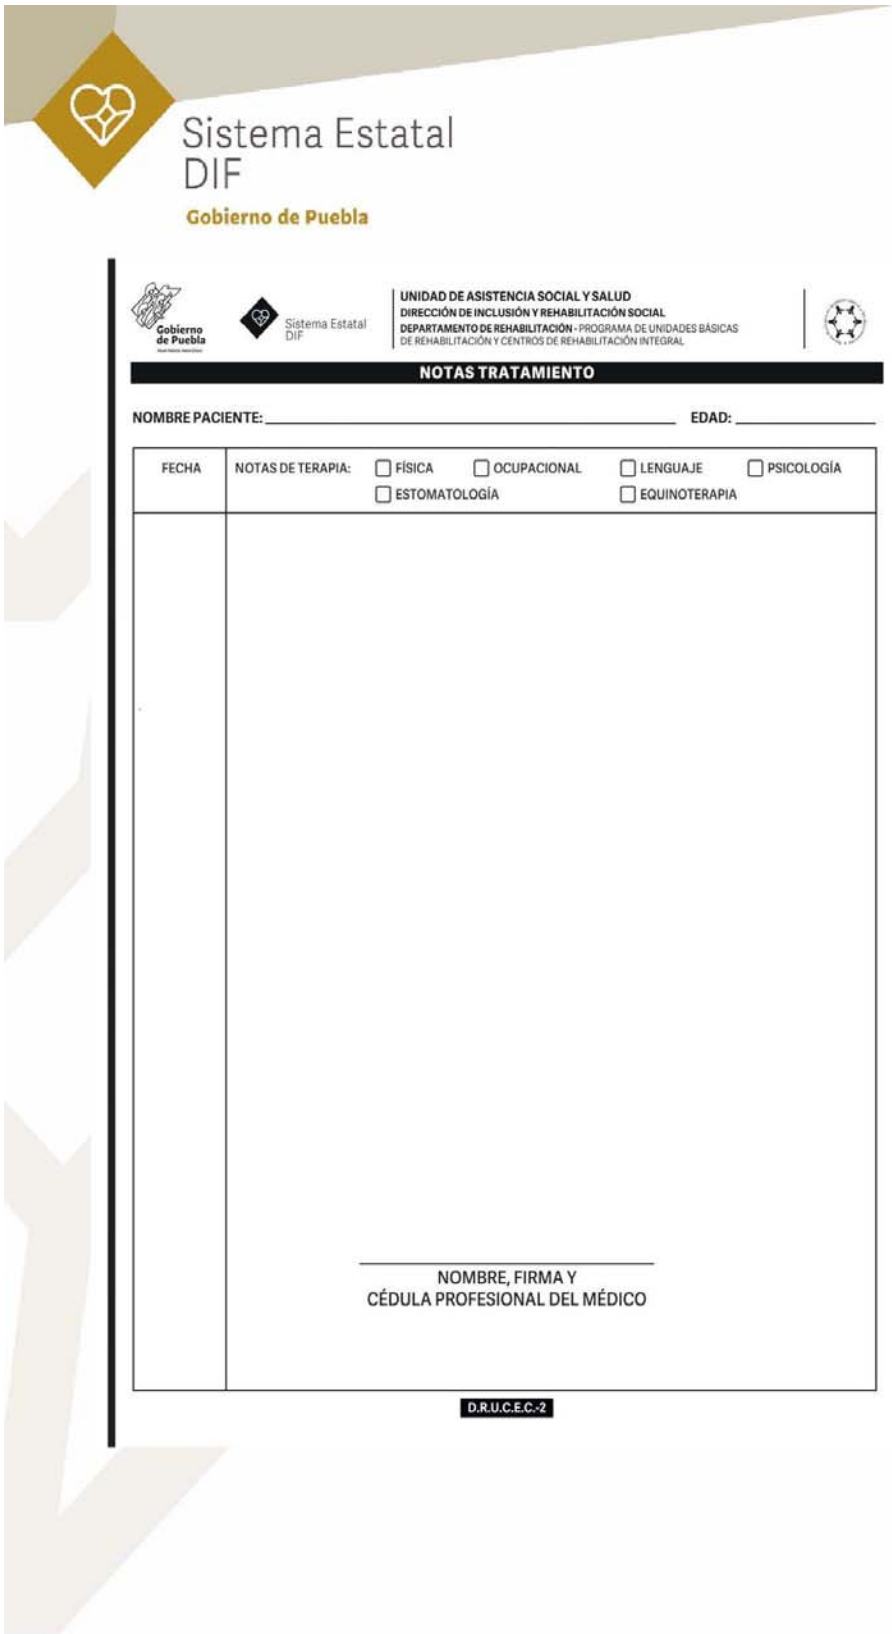 Sistema Estatal
DIF
Gobierno de Puebla
Gobierno
de Puebla
Sistema Estatal
DIF
UNIDAD DE ASISTENCIA SOCIAL Y SALUD
DIRECCIÓN DE INCLUSIÓN Y REHABILITACIÓN SOCIAL
DEPARTAMENTO DE REHABILITACIÓN - PROGRAMA DE UNIDADES BÁSICAS
DE REHABILITACIÓN Y CENTROS DE REHABILITACIÓN INTEGRAL
NOTAS TRATAMIENTO
NOMBRE PACIENTE: EDAD:
FECHA NOTAS DE TERAPIA: FÍSICA OCUPACIONAL LENGUAJE PSICOLOGÍA
ESTOMATOLOGÍA EQUINOTERAPIA
NOMBRE, FIRMA Y
CÉDULA PROFESIONAL DEL MÉDICO
D.R.U.C.E.C.-2